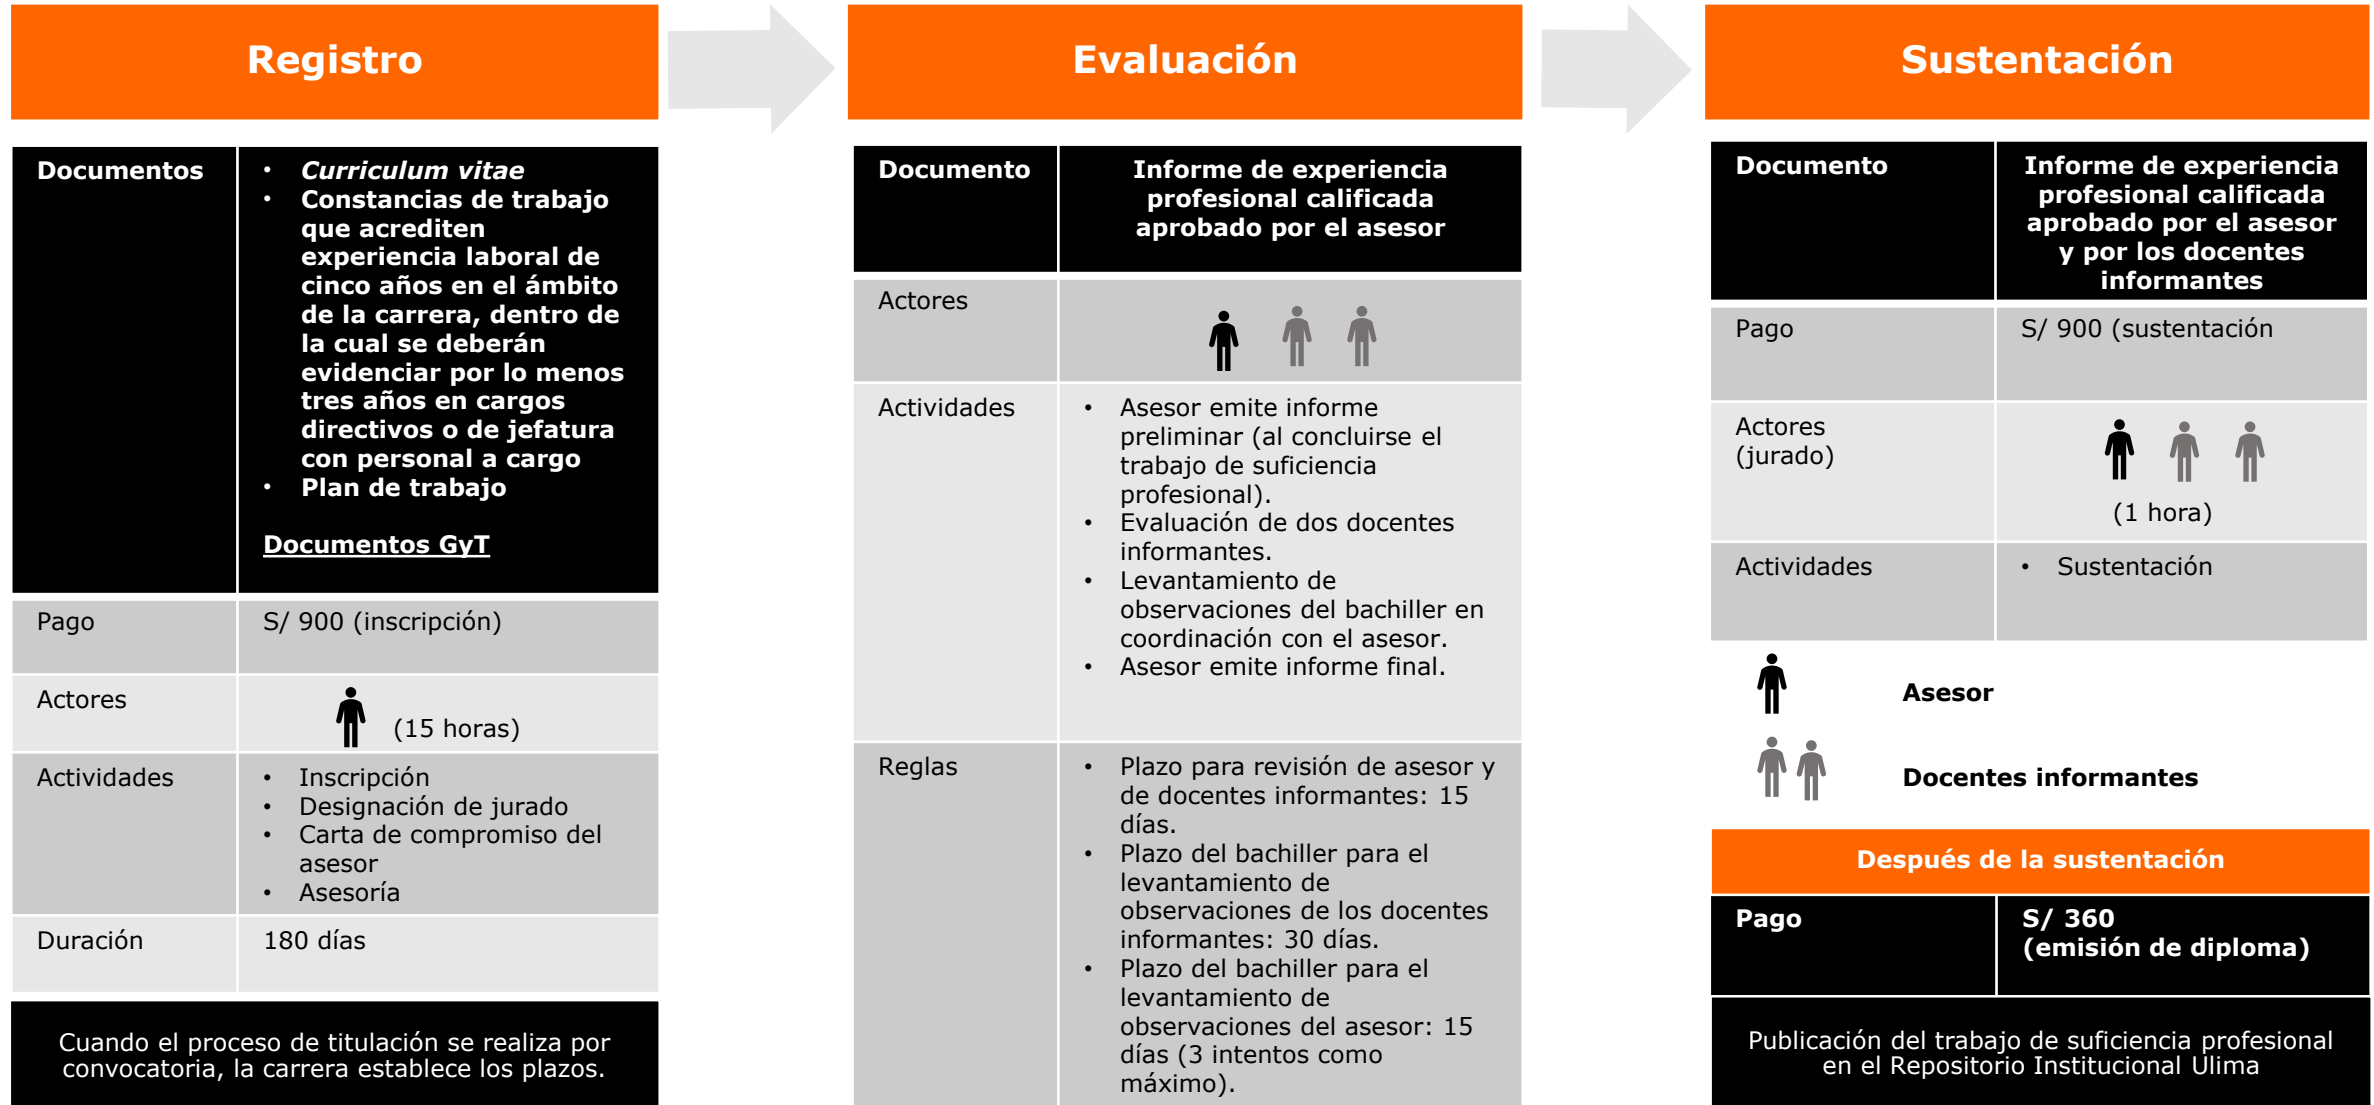 Registro
Documentos
• Curriculum vitae
• Constancias de trabajo
que acrediten
experiencia laboral de
cinco años en el ámbito
de la carrera, dentro de
la cual se deberán
evidenciar por lo menos
tres años en cargos
directivos o de jefatura
con personal a cargo
• Plan de trabajo
Documentos GyT
Pago
S/ 900 (inscripción)
Actores
(15 horas)
Actividades
• Inscripción
• Designación de jurado
• Carta de compromiso del
asesor
• Asesoría
Duración
180 días
Cuando el proceso de titulación se realiza por
convocatoria, la carrera establece los plazos.
Evaluación
Documento
Informe de experiencia
profesional calificada
aprobado por el asesor
Actores
Actividades
• Asesor emite informe
preliminar (al concluirse el
trabajo de suficiencia
profesional).
• Evaluación de dos docentes
informantes.
• Levantamiento de
observaciones del bachiller en
coordinación con el asesor.
• Asesor emite informe final.
Reglas
• Plazo para revisión de asesor y
de docentes informantes: 15
días.
• Plazo del bachiller para el
levantamiento de
observaciones de los docentes
informantes: 30 días.
• Plazo del bachiller para el
levantamiento de
observaciones del asesor: 15
días (3 intentos como
máximo).
Sustentación
Documento
Informe de experiencia
profesional calificada
aprobado por el asesor
y por los docentes
informantes
Pago
S/ 900 (sustentación
Actores
(jurado)
(1 hora)
Actividades
• Sustentación
Asesor
Docentes informantes
Después de la sustentación
Pago
S/ 360
(emisión de diploma)
Publicación del trabajo de suficiencia profesional
en el Repositorio Institucional Ulima